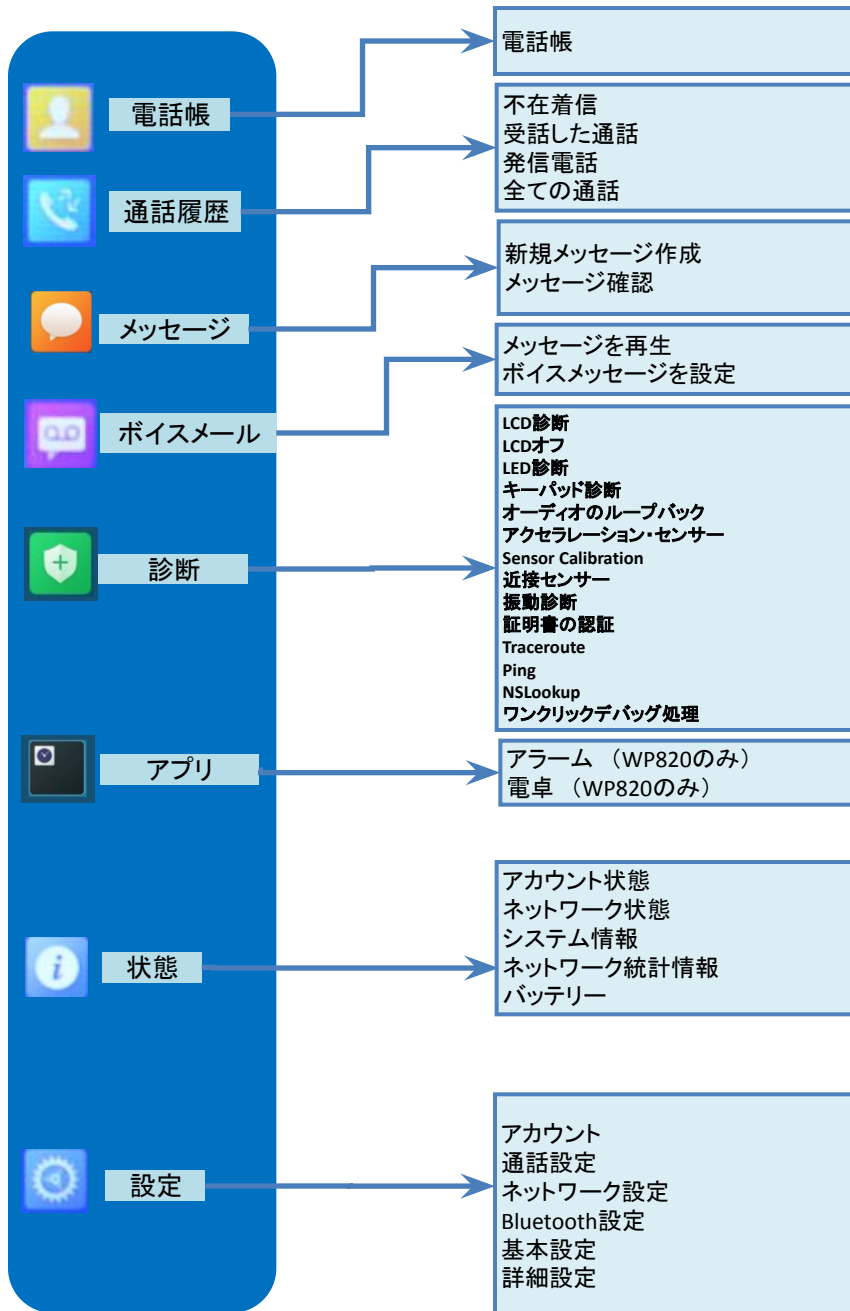 電話帳
電話帳
通話履歴
不在着信
受話した通話
発信電話
全ての通話
メッセージ
新規メッセージ作成
メッセージ確認
ボイスメール
メッセージを再生
ボイスメッセージを設定
診断
LCD診断
LCDオフ
LED診断
キーパッド診断
オーディオのループバック
アクセラレーション・センサー
Sensor Calibration
近接センサー
振動診断
証明書の認証
Traceroute
Ping
NSLookup
ワンクリックデバッグ処理
アプリ
アラーム （WP820のみ）
電卓 （WP820のみ）
状態
アカウント状態
ネットワーク状態
システム情報
ネットワーク統計情報
バッテリー
設定
アカウント
通話設定
ネットワーク設定
Bluetooth設定
基本設定
詳細設定